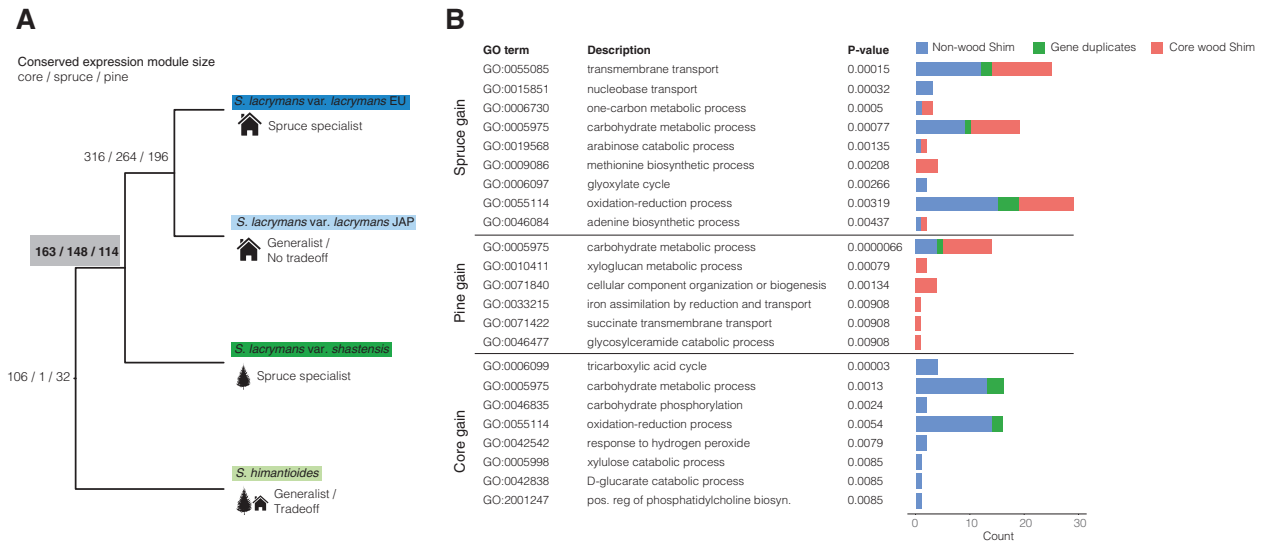 A
Conserved expression module size
core / spruce / pine
S. lacrymans var. lacrymans EU
Spruce specialist
316 / 264 / 196
S. lacrymans var. lacrymans JAP
Generalist /
No tradeoff
163 / 148 / 114
S. lacrymans var. shastensis
Spruce specialist
106 / 1 / 32
S. himantioides
Generalist /
Tradeoff
B
GO term Description P-value Non-wood Shim Gene duplicates Core wood Shim
Spruce gain
GO:0055085 transmembrane transport 0.00015
GO:0015851 nucleobase transport 0.00032
GO:0006730 one-carbon metabolic process 0.0005
GO:0005975 carbohydrate metabolic process 0.00077
GO:0019568 arabinose catabolic process 0.00135
GO:0009086 methionine biosynthetic process 0.00208
GO:0006097 glyoxylate cycle 0.00266
GO:0055114 oxidation-reduction process 0.00319
GO:0046084 adenine biosynthetic process 0.00437
Pine gain
GO:0005975 carbohydrate metabolic process 0.0000066
GO:0010411 xyloglucan metabolic process 0.00079
GO:0071840 cellular component organization or biogenesis 0.00134
GO:0033215 iron assimilation by reduction and transport 0.00908
GO:0071422 succinate transmembrane transport 0.00908
GO:0046477 glycosylceramide catabolic process 0.00908
Core gain
GO:0006099 tricarboxylic acid cycle 0.00003
GO:0005975 carbohydrate metabolic process 0.0013
GO:0046835 carbohydrate phosphorylation 0.0024
GO:0055114 oxidation-reduction process 0.0054
GO:0042542 response to hydrogen peroxide 0.0079
GO:0005998 xylulose catabolic process 0.0085
GO:0042838 D-glucarate catabolic process 0.0085
GO:2001247 pos. reg of phosphatidylcholine biosyn. 0.0085
0 10 20 30
Count